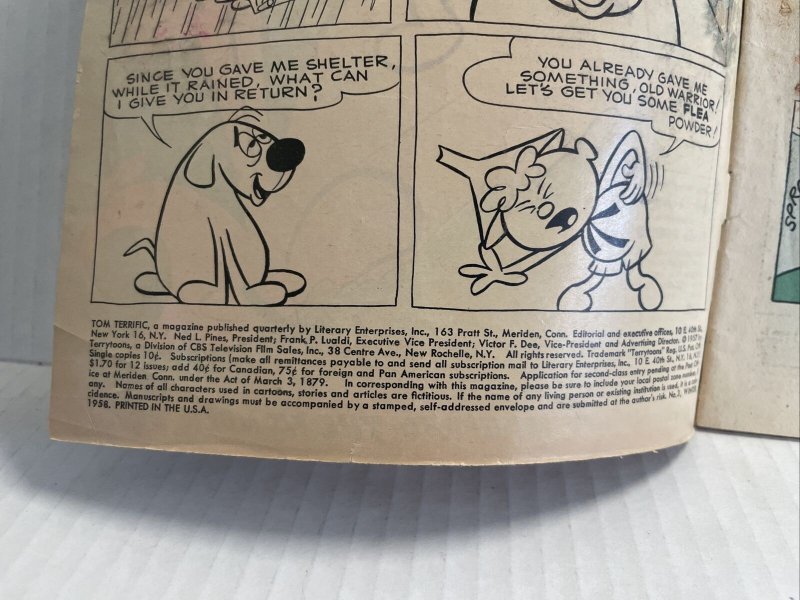 SINCE YOU GAVE ME SHELTER,
WHILE IT RAINED, WHAT CAN
I GIVE YOU IN RETURN?
YOU ALREADY GAVE ME
SOMETHING, OLD WARRIOR!
LET'S GET YOU SOME FLEA
POWDER!
TOM TERRIFIC, a magazine published quarterly by Literary Enterprises, Inc., 163 Pratt St., Meriden, Conn. Editorial and executive offices, 10 E. 40th St.,
New York 16, N.Y. Ned L. Pines, President; Frank P. Lualdi, Executive Vice President; Victor F. Dee, Vice-President and Advertising Director. © 1957 by
Terrytoons, a Division of CBS Television Film Sales, Inc., 38 Centre Ave., New Rochelle, N.Y. All rights reserved. Trademark "Terrytoons" Reg. U.S. Pat. Off.
Single copies 10¢. Subscriptions (make all remittances payable to and send all subscription mail to Literary Enterprises, Inc., 10 E. 40th St. N.Y. 16, N.Y.)
$1.70 for 12 issues; add 40¢ for Canadian, 75¢ for foreign and Pan American subscriptions. Application for second-class entry pending at the Post Off-
ice at Meriden Conn. under the Act of March 3, 1879. In corresponding with this magazine, please be sure to include your local postal zone number, if
any. Names of all characters used in cartoons, stories and articles are fictitious. If the name of any living person or existing institution is used, it is a coin-
cidence. Manuscripts and drawings must be accompanied by a stamped, self-addressed envelope and are submitted at the author's risk. No. 3, WINTER
1958. PRINTED IN THE U.S.A.